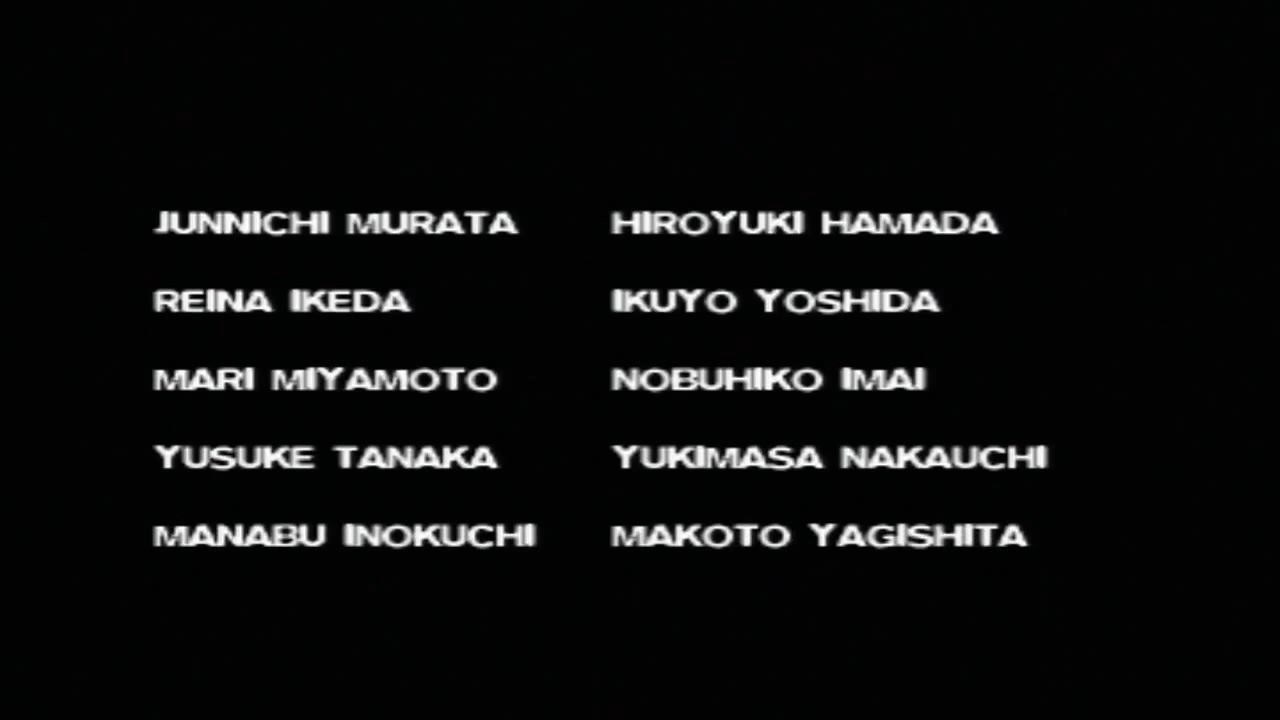 JUNNICHI MURATA HIROYUKI HAMADA
REINA IKEDA IKUYO YOSHIDA
MARI MIYAMOTO NOBUHIKO IMAI
YUSUKE TANAKA YUKIMASA NAKAUCHI
MANABU INOKUCHI MAKOTO YAGISHITA